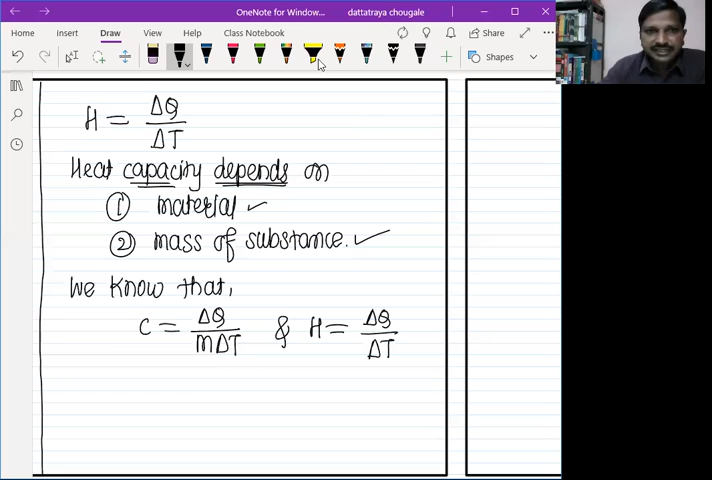 OneNote for Window... dattatraya chougale
Home Insert Draw View Help Class Notebook Share
Shapes
H = ΔQ / ΔT
Heat capacity depends on
① material ✓
② mass of substance. ✓
We know that,
C = ΔQ / mΔT & H = ΔQ / ΔT